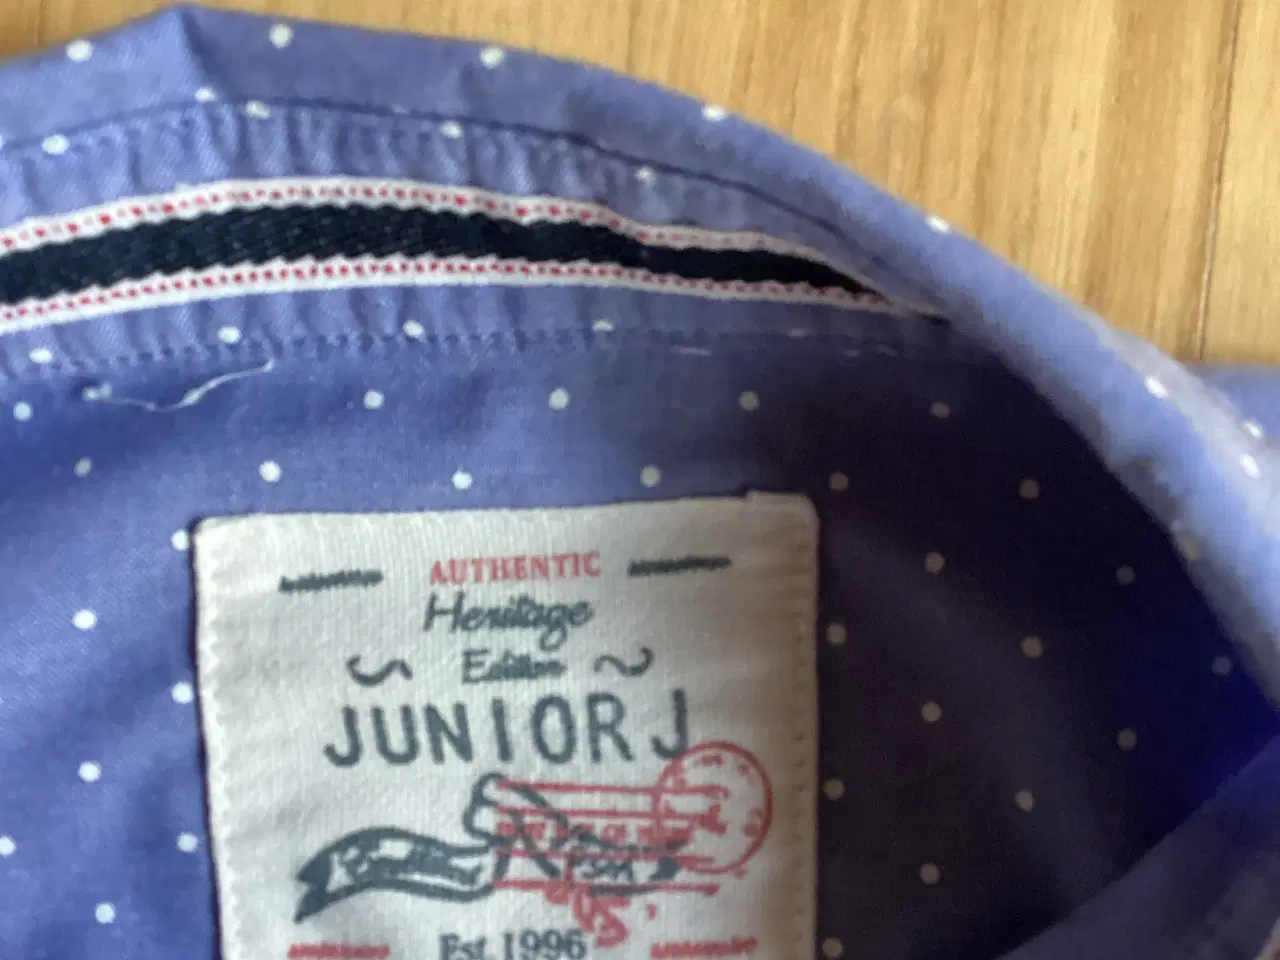 AUTHENTIC
Heritage
Edition
JUNIOR J
Est. 1996